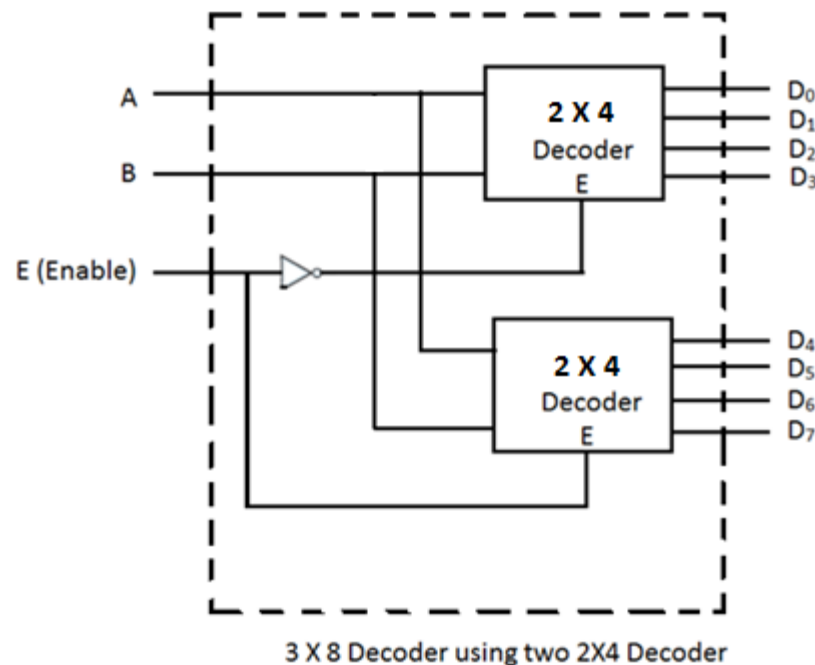 A
B
E (Enable)
2 X 4
Decoder
E
D₀
D₁
D₂
D₃
2 X 4
Decoder
E
D₄
D₅
D₆
D₇
3 X 8 Decoder using two 2X4 Decoder